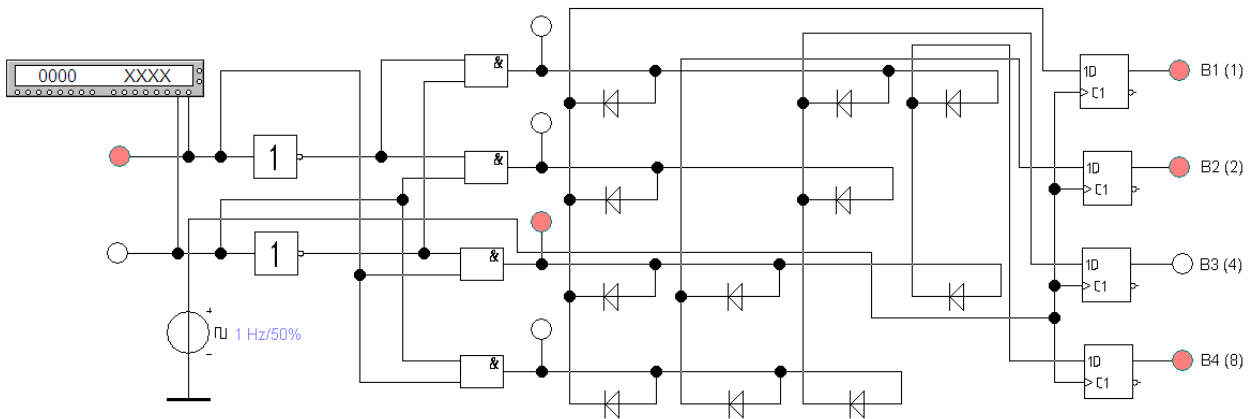 0000 XXXX
&
1D
C1
B1 (1)
1
&
1D
C1
B2 (2)
1
&
1D
C1
B3 (4)
+
1 Hz/50%
-
&
1D
C1
B4 (8)